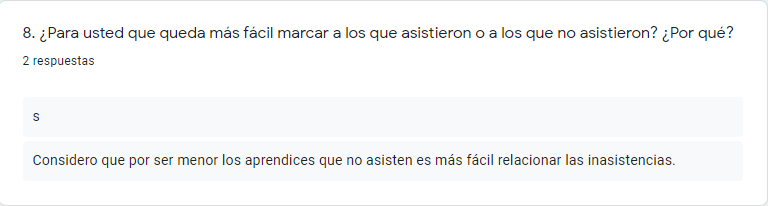 8. ¿Para usted que queda más fácil marcar a los que asistieron o a los que no asistieron? ¿Por qué?
2 respuestas
s
Considero que por ser menor los aprendices que no asisten es más fácil relacionar las inasistencias.